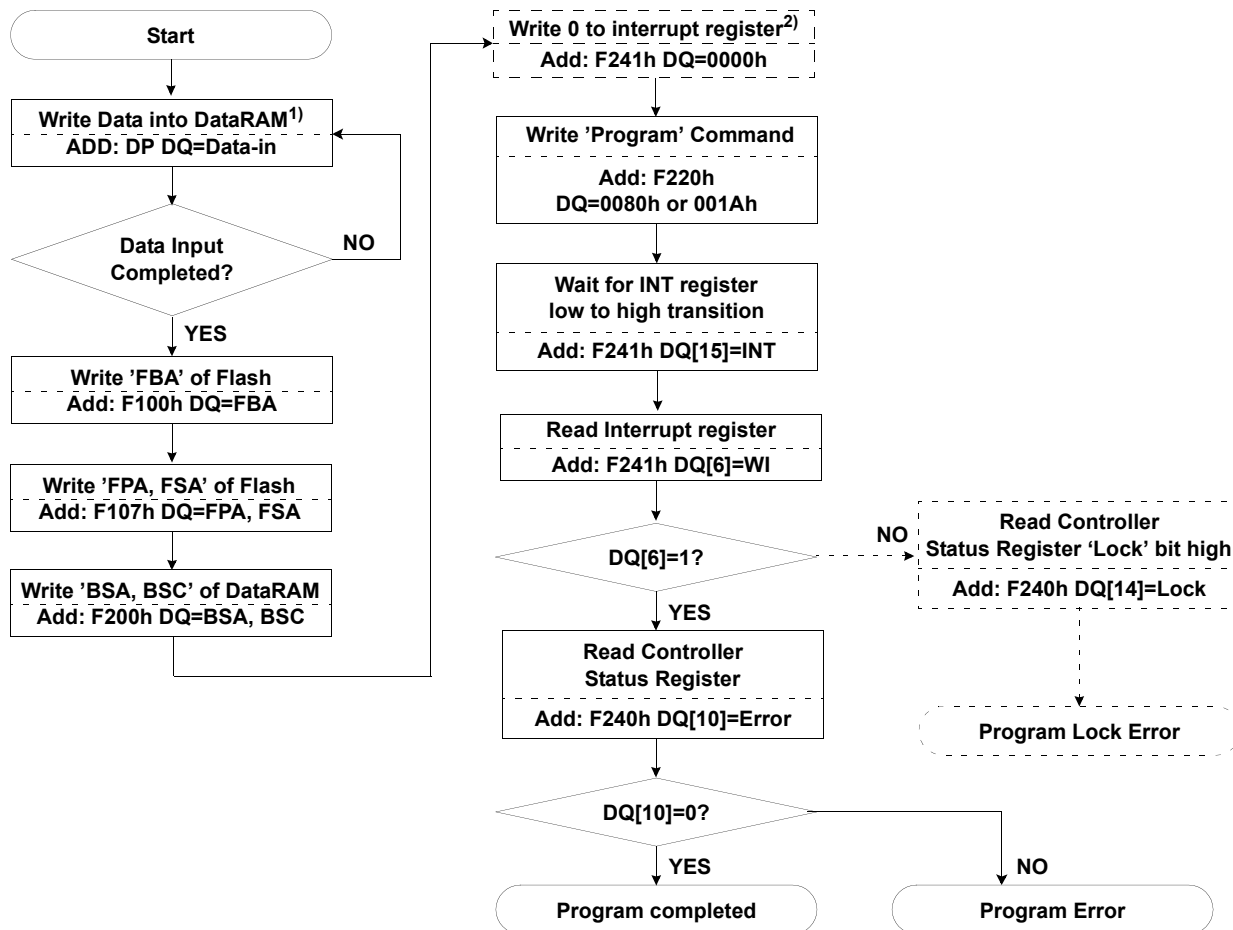 Start
Write Data into DataRAM1)
ADD: DP DQ=Data-in
Data Input
Completed?
NO
YES
Write ’FBA’ of Flash
Add: F100h DQ=FBA
Write ’FPA, FSA’ of Flash
Add: F107h DQ=FPA, FSA
Write ’BSA, BSC’ of DataRAM
Add: F200h DQ=BSA, BSC
Write 0 to interrupt register2)
Add: F241h DQ=0000h
Write ’Program’ Command
Add: F220h
DQ=0080h or 001Ah
Wait for INT register
low to high transition
Add: F241h DQ[15]=INT
Read Interrupt register
Add: F241h DQ[6]=WI
DQ[6]=1?
NO
YES
Read Controller
Status Register ‘Lock’ bit high
Add: F240h DQ[14]=Lock
Program Lock Error
Read Controller
Status Register
Add: F240h DQ[10]=Error
DQ[10]=0?
YES
NO
Program completed
Program Error